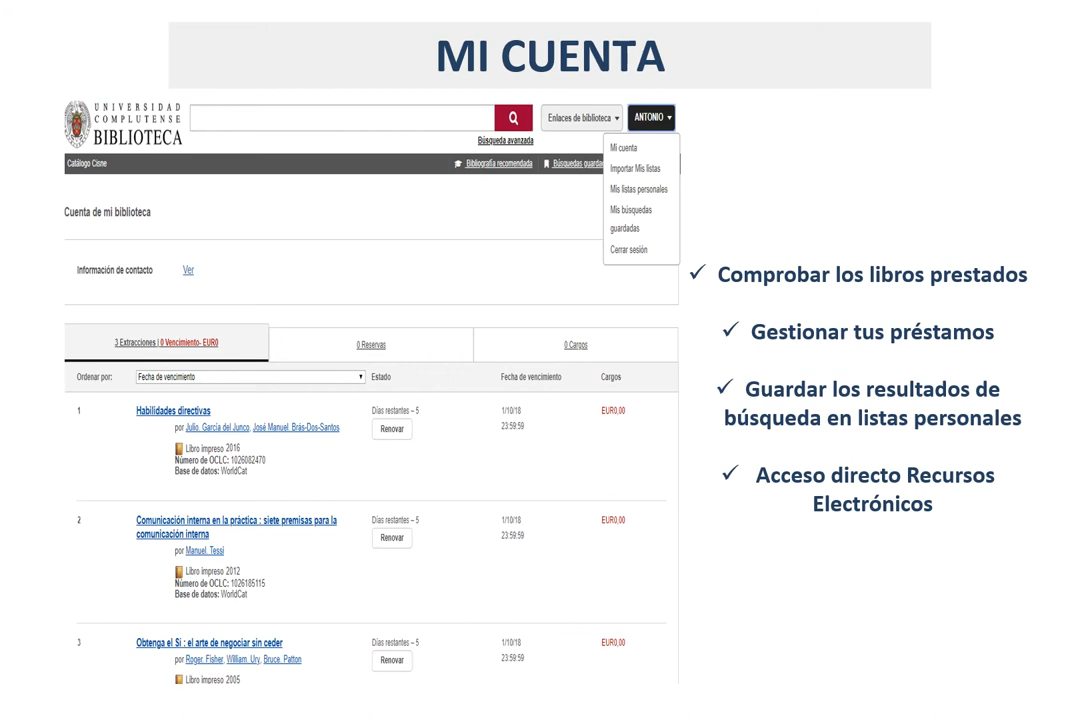 MI CUENTA
UNIVERSIDAD
COMPLUTENSE
BIBLIOTECA
Enlaces de biblioteca
ANTONIO
Búsqueda avanzada
Catálogo Cisne
Bibliografía recomendada
Búsquedas guardad
Mi cuenta
Importar Mis listas
Mis listas personales
Mis búsquedas
guardadas
Cerrar sesión
Cuenta de mi biblioteca
Información de contacto Ver
3 Extracciones | 0 Vencimiento- EUR0
0 Reservas
0 Cargos
Ordenar por: Fecha de vencimiento Estado Fecha de vencimiento Cargos
1 Habilidades directivas Días restantes – 5 1/10/18 EUR0,00
por Julio. García del Junco, José Manuel. Brás-Dos-Santos Renovar 23:59:59
Libro impreso 2016
Número de OCLC: 1026082470
Base de datos: WorldCat
2 Comunicación interna en la práctica : siete premisas para la Días restantes – 5 1/10/18 EUR0,00
comunicación interna Renovar 23:59:59
por Manuel. Tessi
Libro impreso 2012
Número de OCLC: 1026185115
Base de datos: WorldCat
3 Obtenga el Sí : el arte de negociar sin ceder Días restantes – 5 1/10/18 EUR0,00
por Roger. Fisher, William. Ury, Bruce. Patton Renovar 23:59:59
Libro impreso 2005
✓ Comprobar los libros prestados
✓ Gestionar tus préstamos
✓ Guardar los resultados de
búsqueda en listas personales
✓ Acceso directo Recursos
Electrónicos